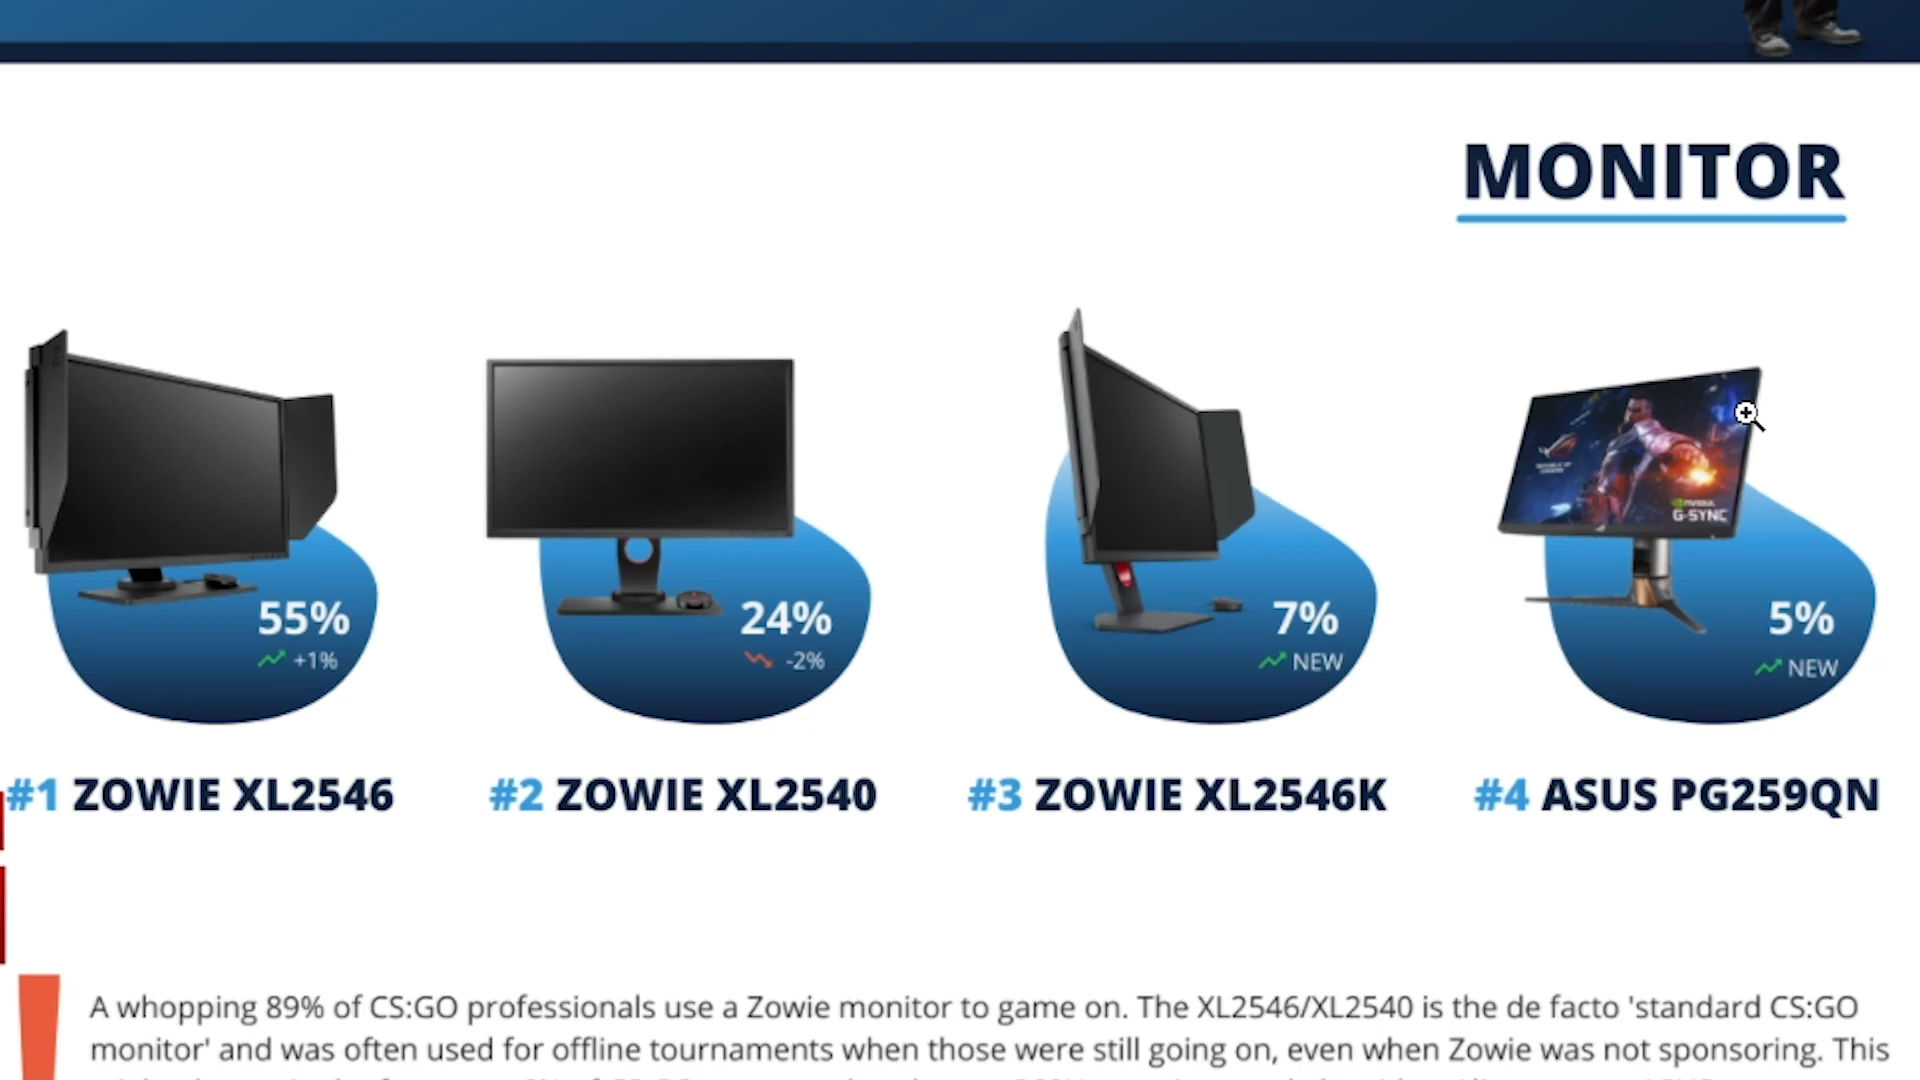 MONITOR
NVIDIA
G-SYNC
55%
+1%
24%
-2%
7%
NEW
5%
NEW
#1 ZOWIE XL2546
#2 ZOWIE XL2540
#3 ZOWIE XL2546K
#4 ASUS PG259QN
A whopping 89% of CS:GO professionals use a Zowie monitor to game on. The XL2546/XL2540 is the de facto 'standard CS:GO
monitor' and was often used for offline tournaments when those were still going on, even when Zowie was not sponsoring. This